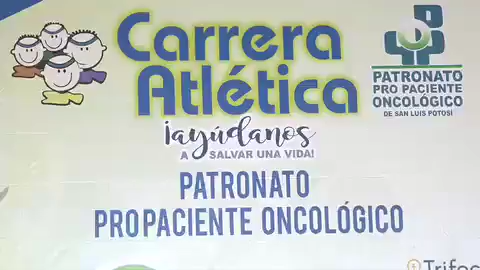 Carrera
Atlética
¡ayúdanos
A SALVAR UNA VIDA!
PATRONATO
PRO PACIENTE
ONCOLÓGICO
DE SAN LUIS POTOSÍ
PATRONATO
PROPACIENTE ONCOLÓGICO